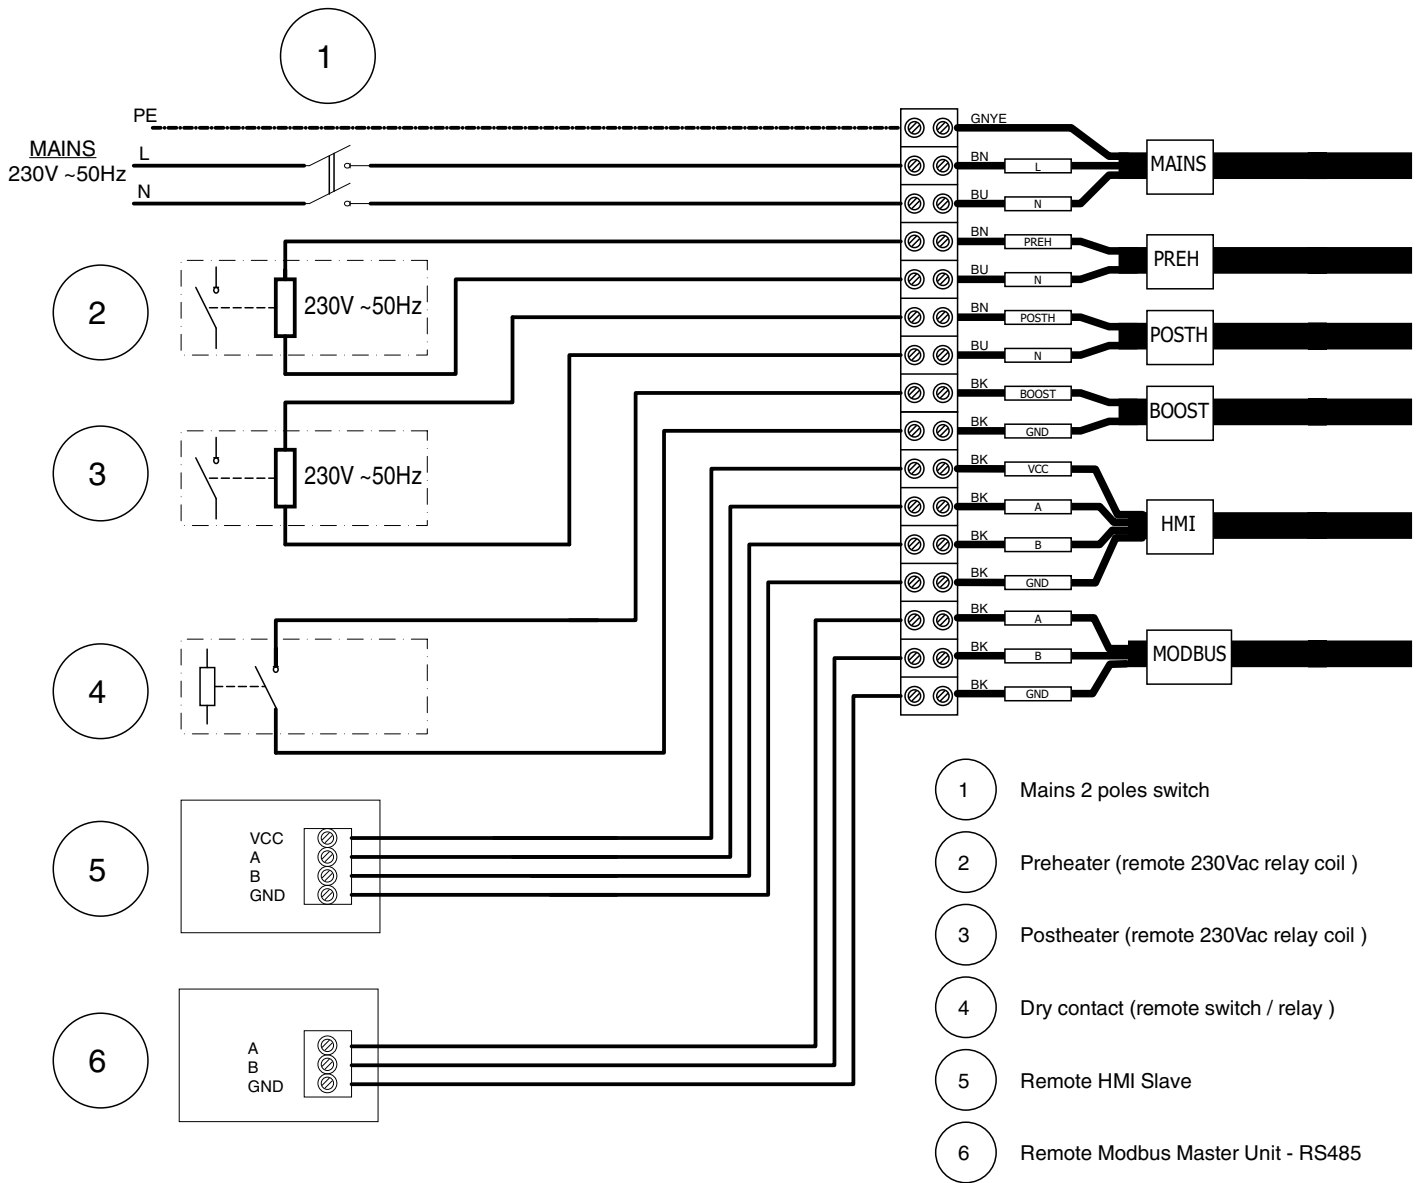 1
PE
MAINS
230V ~50Hz
L
N
2
230V ~50Hz
3
230V ~50Hz
4
5
VCC
A
B
GND
6
A
B
GND
GNYE
BN L
BU N
MAINS
BN PREH
BU N
PREH
BN POSTH
BU N
POSTH
BK BOOST
BK GND
BOOST
BK VCC
BK A
BK B
BK GND
HMI
BK A
BK B
BK GND
MODBUS
1 Mains 2 poles switch
2 Preheater (remote 230Vac relay coil )
3 Postheater (remote 230Vac relay coil )
4 Dry contact (remote switch / relay )
5 Remote HMI Slave
6 Remote Modbus Master Unit - RS485